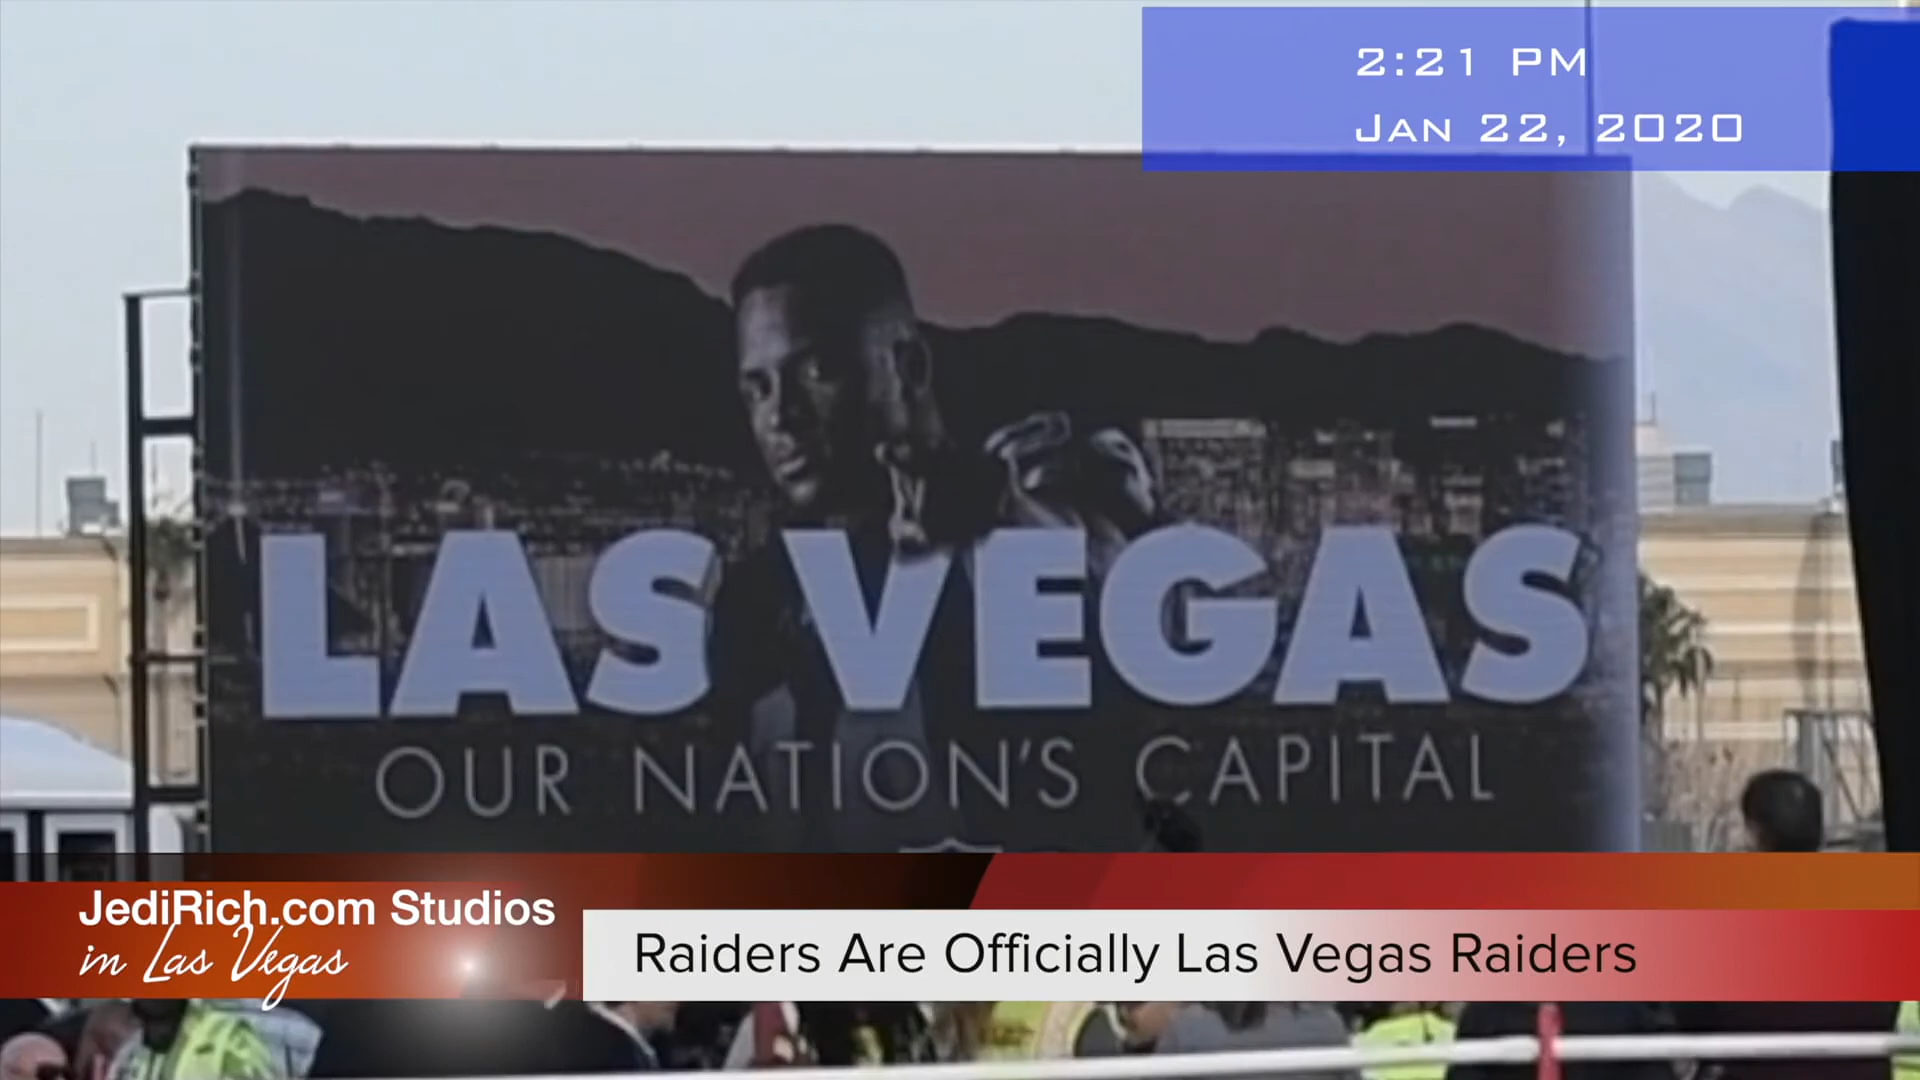 2:21 PM
Jan 22, 2020
LAS VEGAS
OUR NATION'S CAPITAL
JediRich.com Studios
in Las Vegas
Raiders Are Officially Las Vegas Raiders